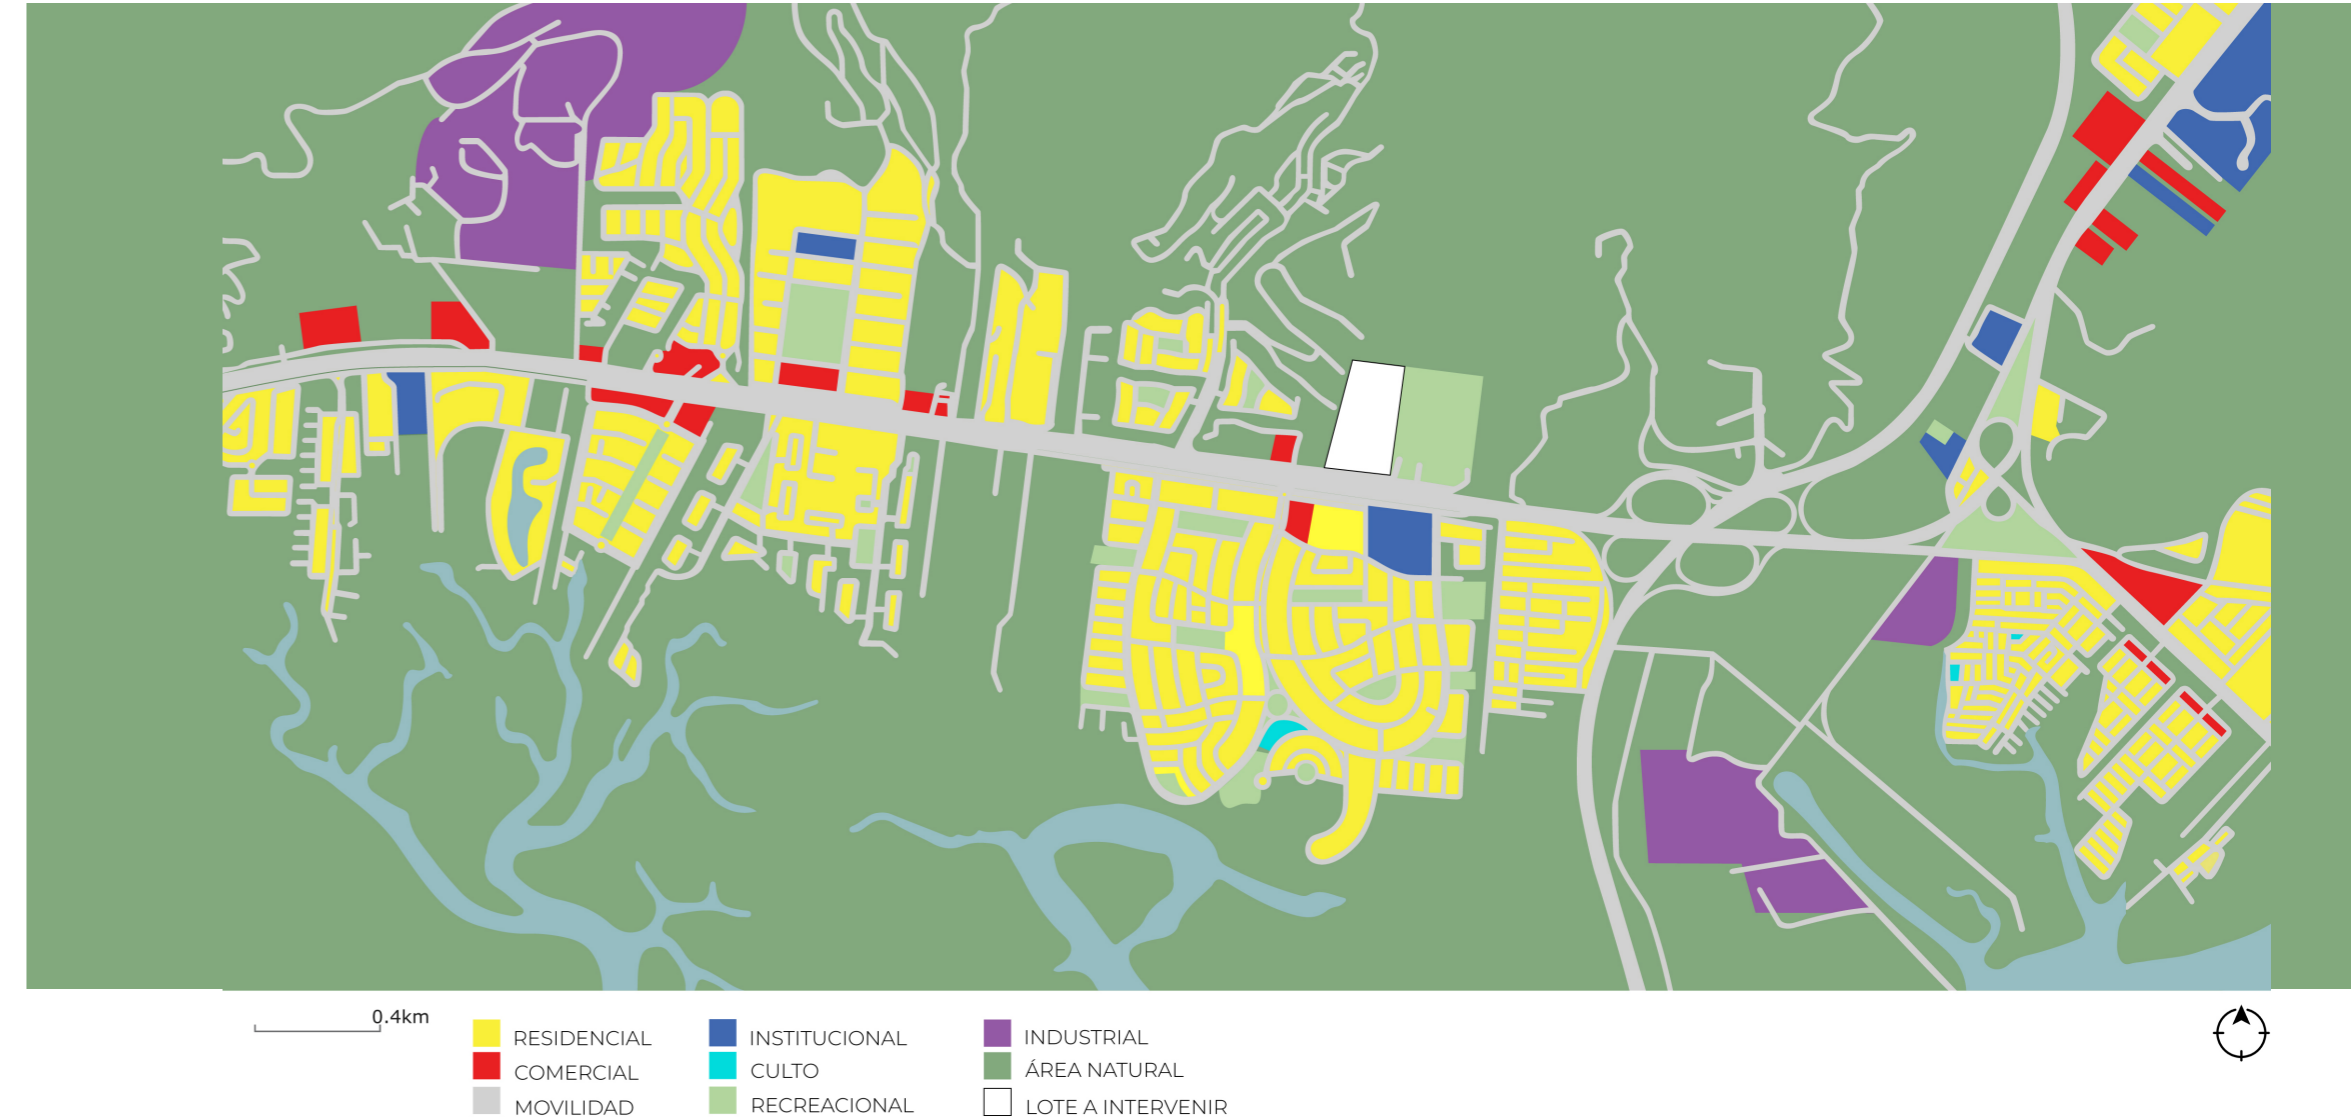 0.4km
RESIDENCIAL
COMERCIAL
MOVILIDAD
INSTITUCIONAL
CULTO
RECREACIONAL
INDUSTRIAL
ÁREA NATURAL
LOTE A INTERVENIR